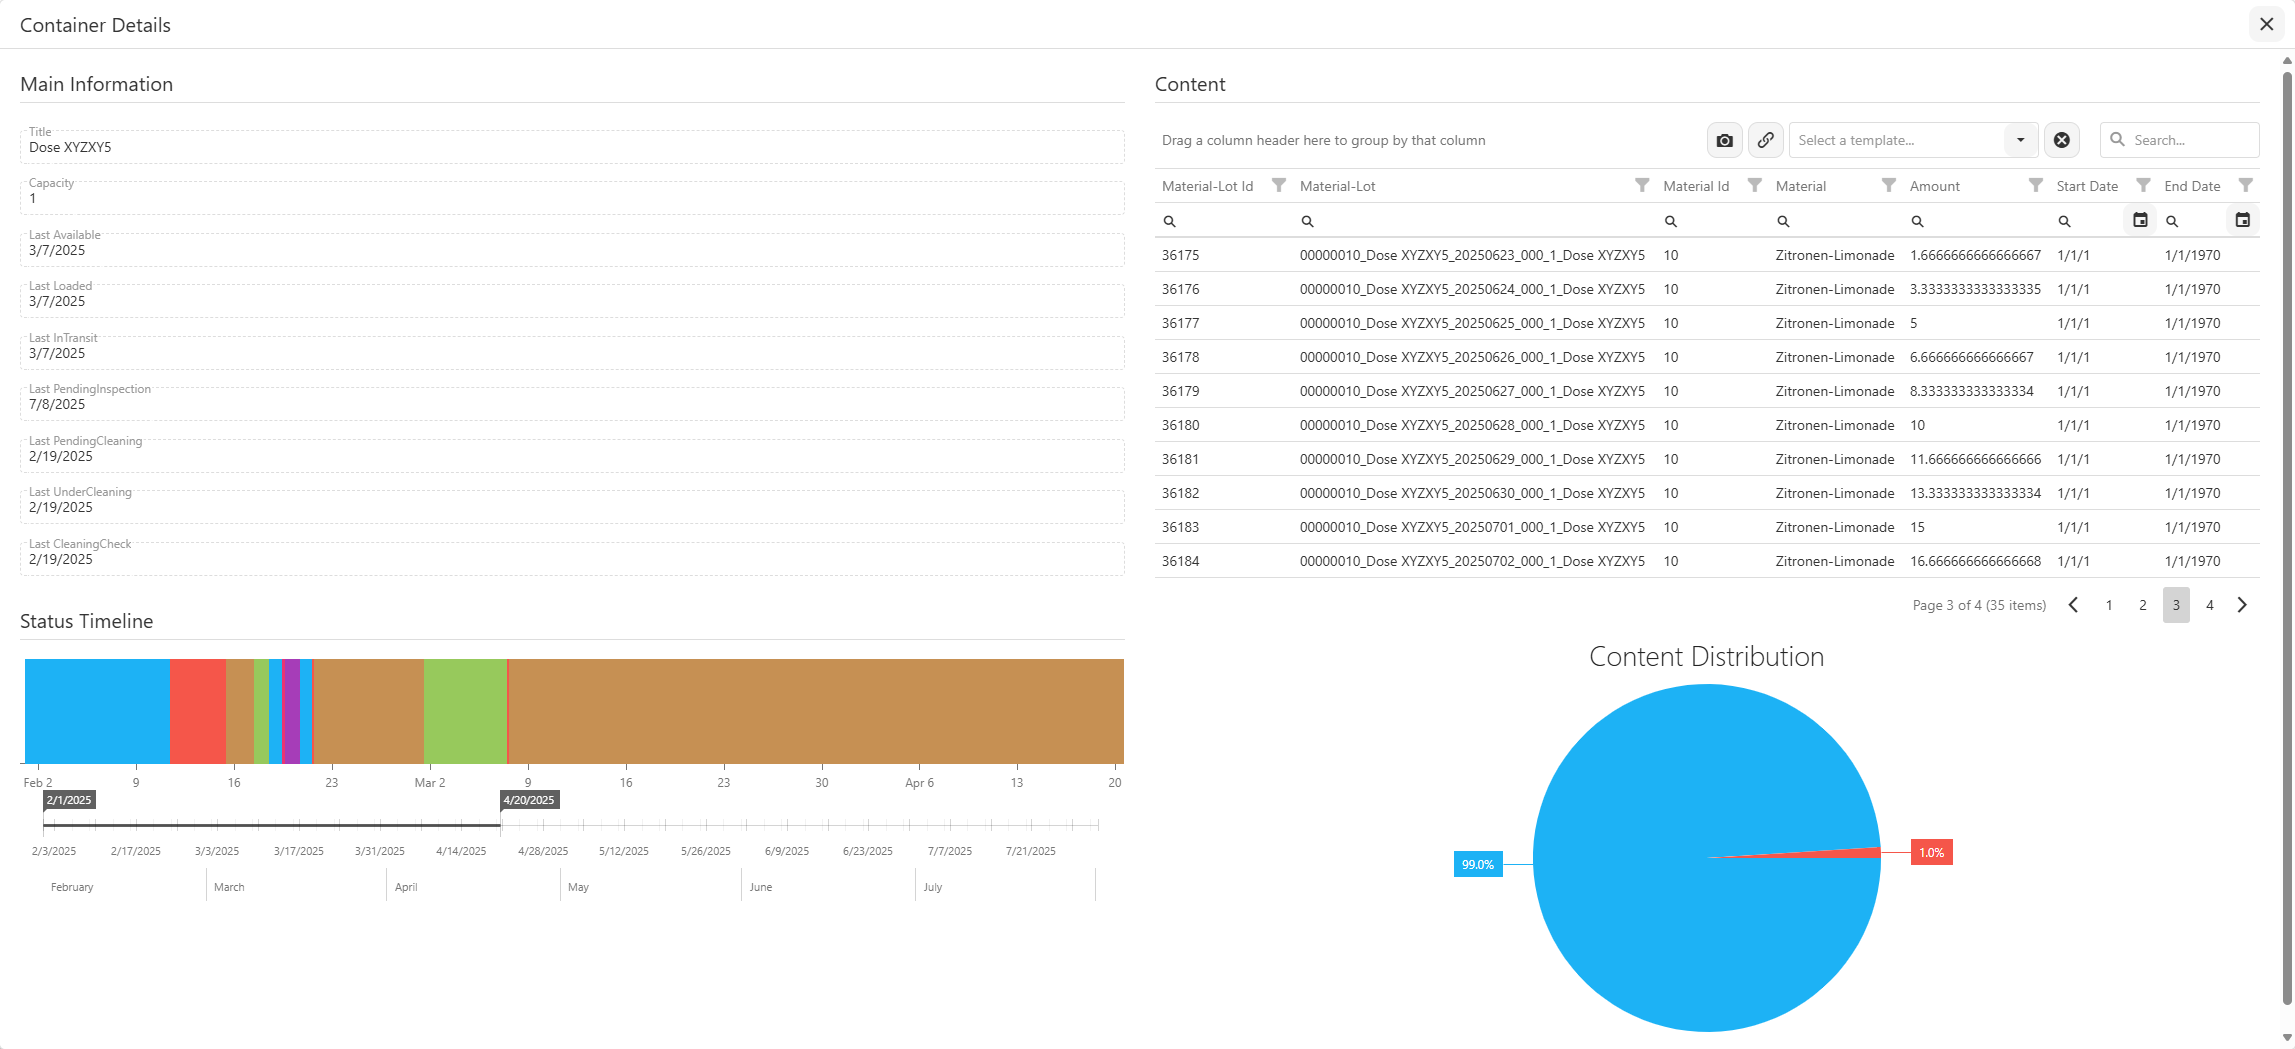 Container Details
Main Information
Title
Dose XYZXY5
Capacity
1
Last Available
3/7/2025
Last Loaded
3/7/2025
Last InTransit
3/7/2025
Last PendingInspection
7/8/2025
Last PendingCleaning
2/19/2025
Last UnderCleaning
2/19/2025
Last CleaningCheck
2/19/2025
Status Timeline
Feb 2 9 16 23 Mar 2 9 16 23 30 Apr 6 13 20
2/1/2025 4/20/2025
2/3/2025 2/17/2025 3/3/2025 3/17/2025 3/31/2025 4/14/2025 4/28/2025 5/12/2025 5/26/2025 6/9/2025 6/23/2025 7/7/2025 7/21/2025
February March April May June July
Content
Drag a column header here to group by that column Select a template... Search...
Material-Lot Id Material-Lot Material Id Material Amount Start Date End Date
36175 00000010_Dose XYZXY5_20250623_000_1_Dose XYZXY5 10 Zitronen-Limonade 1.6666666666666667 1/1/1 1/1/1970
36176 00000010_Dose XYZXY5_20250624_000_1_Dose XYZXY5 10 Zitronen-Limonade 3.3333333333333335 1/1/1 1/1/1970
36177 00000010_Dose XYZXY5_20250625_000_1_Dose XYZXY5 10 Zitronen-Limonade 5 1/1/1 1/1/1970
36178 00000010_Dose XYZXY5_20250626_000_1_Dose XYZXY5 10 Zitronen-Limonade 6.666666666666667 1/1/1 1/1/1970
36179 00000010_Dose XYZXY5_20250627_000_1_Dose XYZXY5 10 Zitronen-Limonade 8.333333333333334 1/1/1 1/1/1970
36180 00000010_Dose XYZXY5_20250628_000_1_Dose XYZXY5 10 Zitronen-Limonade 10 1/1/1 1/1/1970
36181 00000010_Dose XYZXY5_20250629_000_1_Dose XYZXY5 10 Zitronen-Limonade 11.666666666666666 1/1/1 1/1/1970
36182 00000010_Dose XYZXY5_20250630_000_1_Dose XYZXY5 10 Zitronen-Limonade 13.333333333333334 1/1/1 1/1/1970
36183 00000010_Dose XYZXY5_20250701_000_1_Dose XYZXY5 10 Zitronen-Limonade 15 1/1/1 1/1/1970
36184 00000010_Dose XYZXY5_20250702_000_1_Dose XYZXY5 10 Zitronen-Limonade 16.666666666666668 1/1/1 1/1/1970
Page 3 of 4 (35 items) 1 2 3 4
Content Distribution
99.0%
1.0%